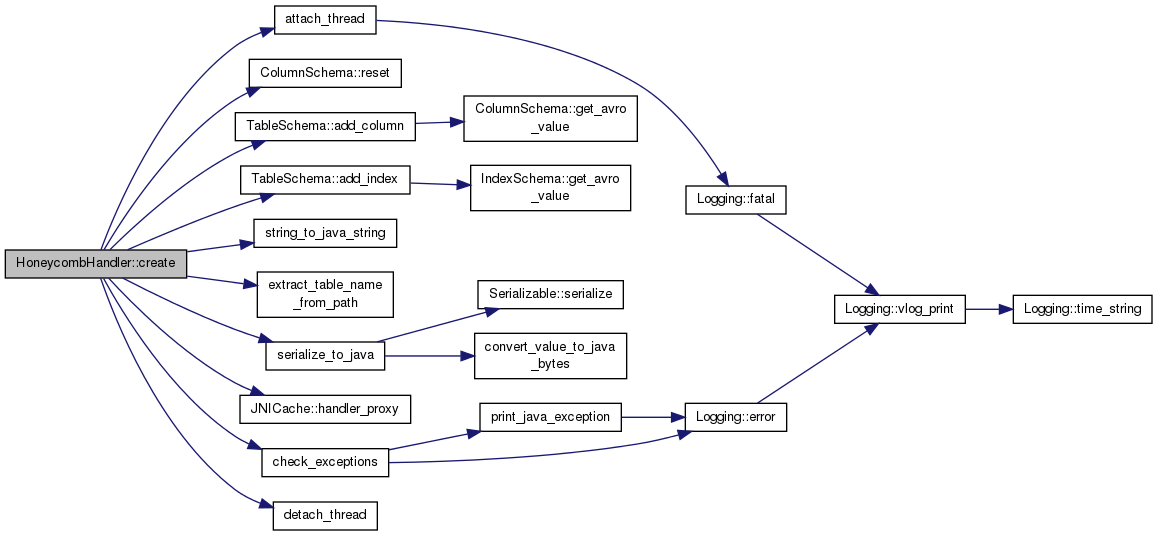 attach_thread
ColumnSchema::reset
TableSchema::add_column
ColumnSchema::get_avro
_value
TableSchema::add_index
IndexSchema::get_avro
_value
Logging::fatal
string_to_java_string
HoneycombHandler::create
extract_table_name
_from_path
Serializable::serialize
Logging::vlog_print
Logging::time_string
serialize_to_java
convert_value_to_java
_bytes
JNICache::handler_proxy
print_java_exception
Logging::error
check_exceptions
detach_thread